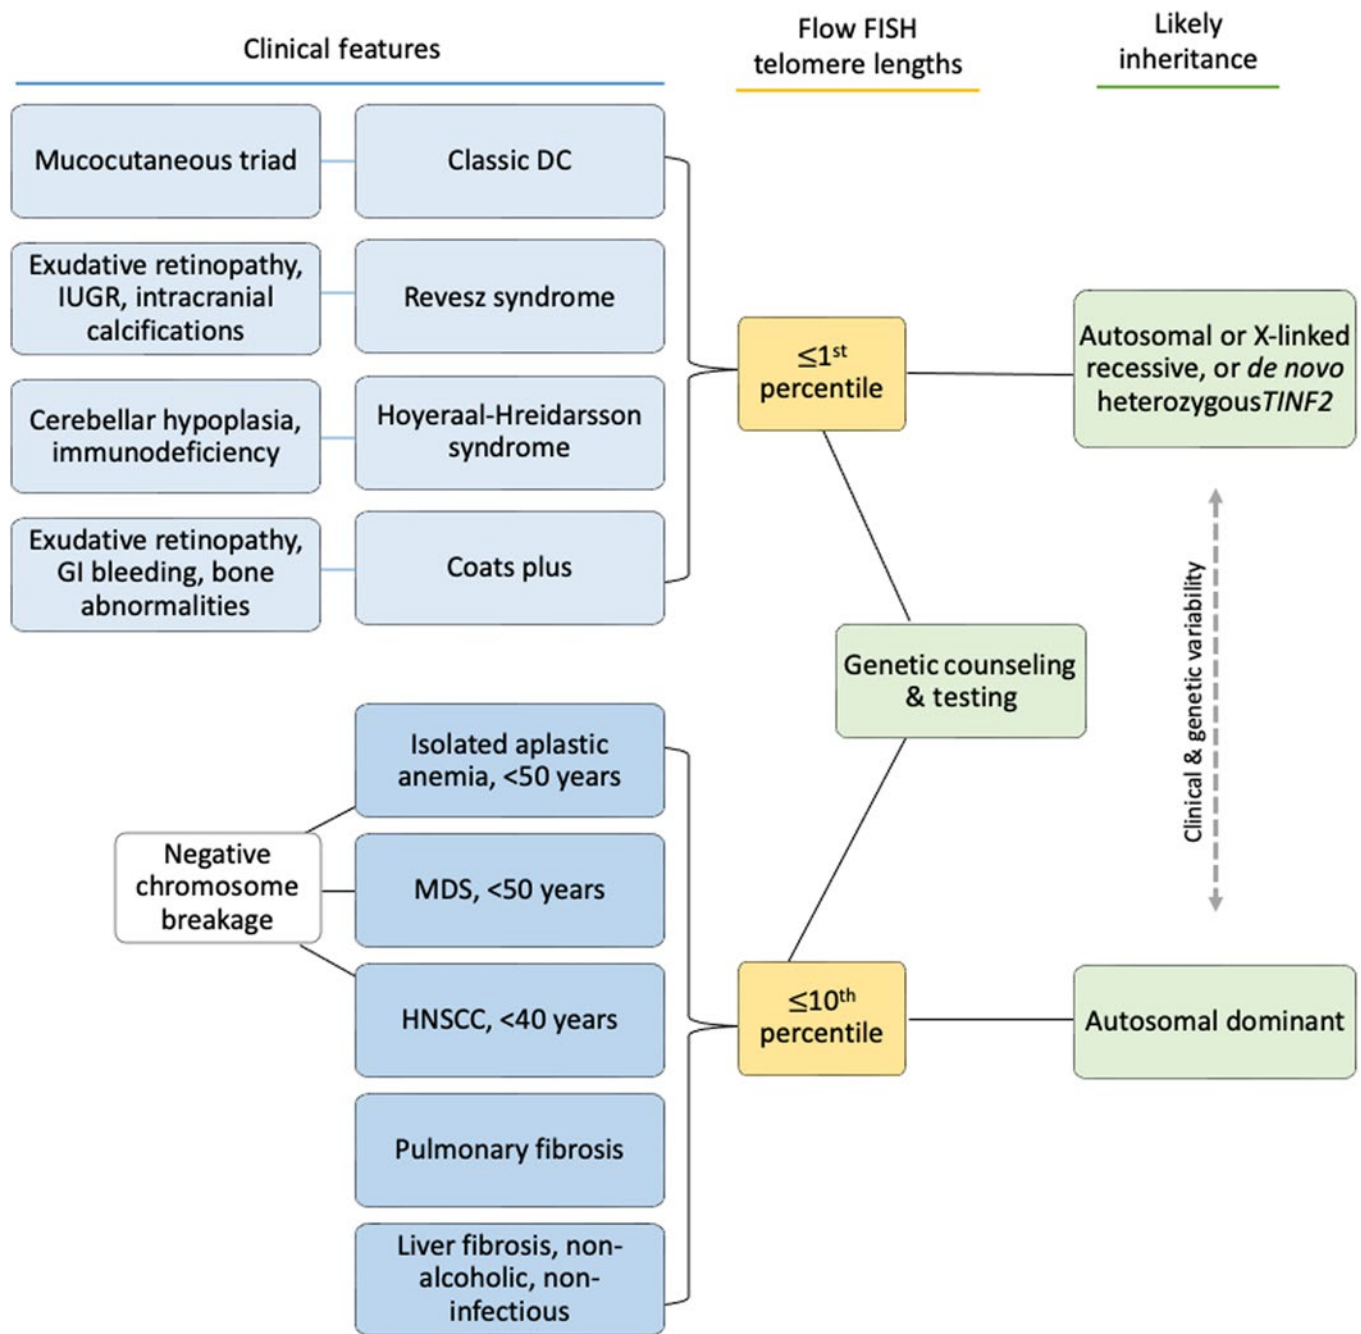 Clinical features
Flow FISH
telomere lengths
Likely
inheritance
Mucocutaneous triad
Classic DC
Exudative retinopathy,
IUGR, intracranial
calcifications
Revesz syndrome
Cerebellar hypoplasia,
immunodeficiency
Hoyeraal-Hreidarsson
syndrome
Exudative retinopathy,
GI bleeding, bone
abnormalities
Coats plus
≤1st
percentile
Autosomal or X-linked
recessive, or de novo
heterozygousTINF2
Genetic counseling
& testing
Clinical & genetic variability
Negative
chromosome
breakage
Isolated aplastic
anemia, <50 years
MDS, <50 years
HNSCC, <40 years
Pulmonary fibrosis
Liver fibrosis, non-
alcoholic, non-
infectious
≤10th
percentile
Autosomal dominant